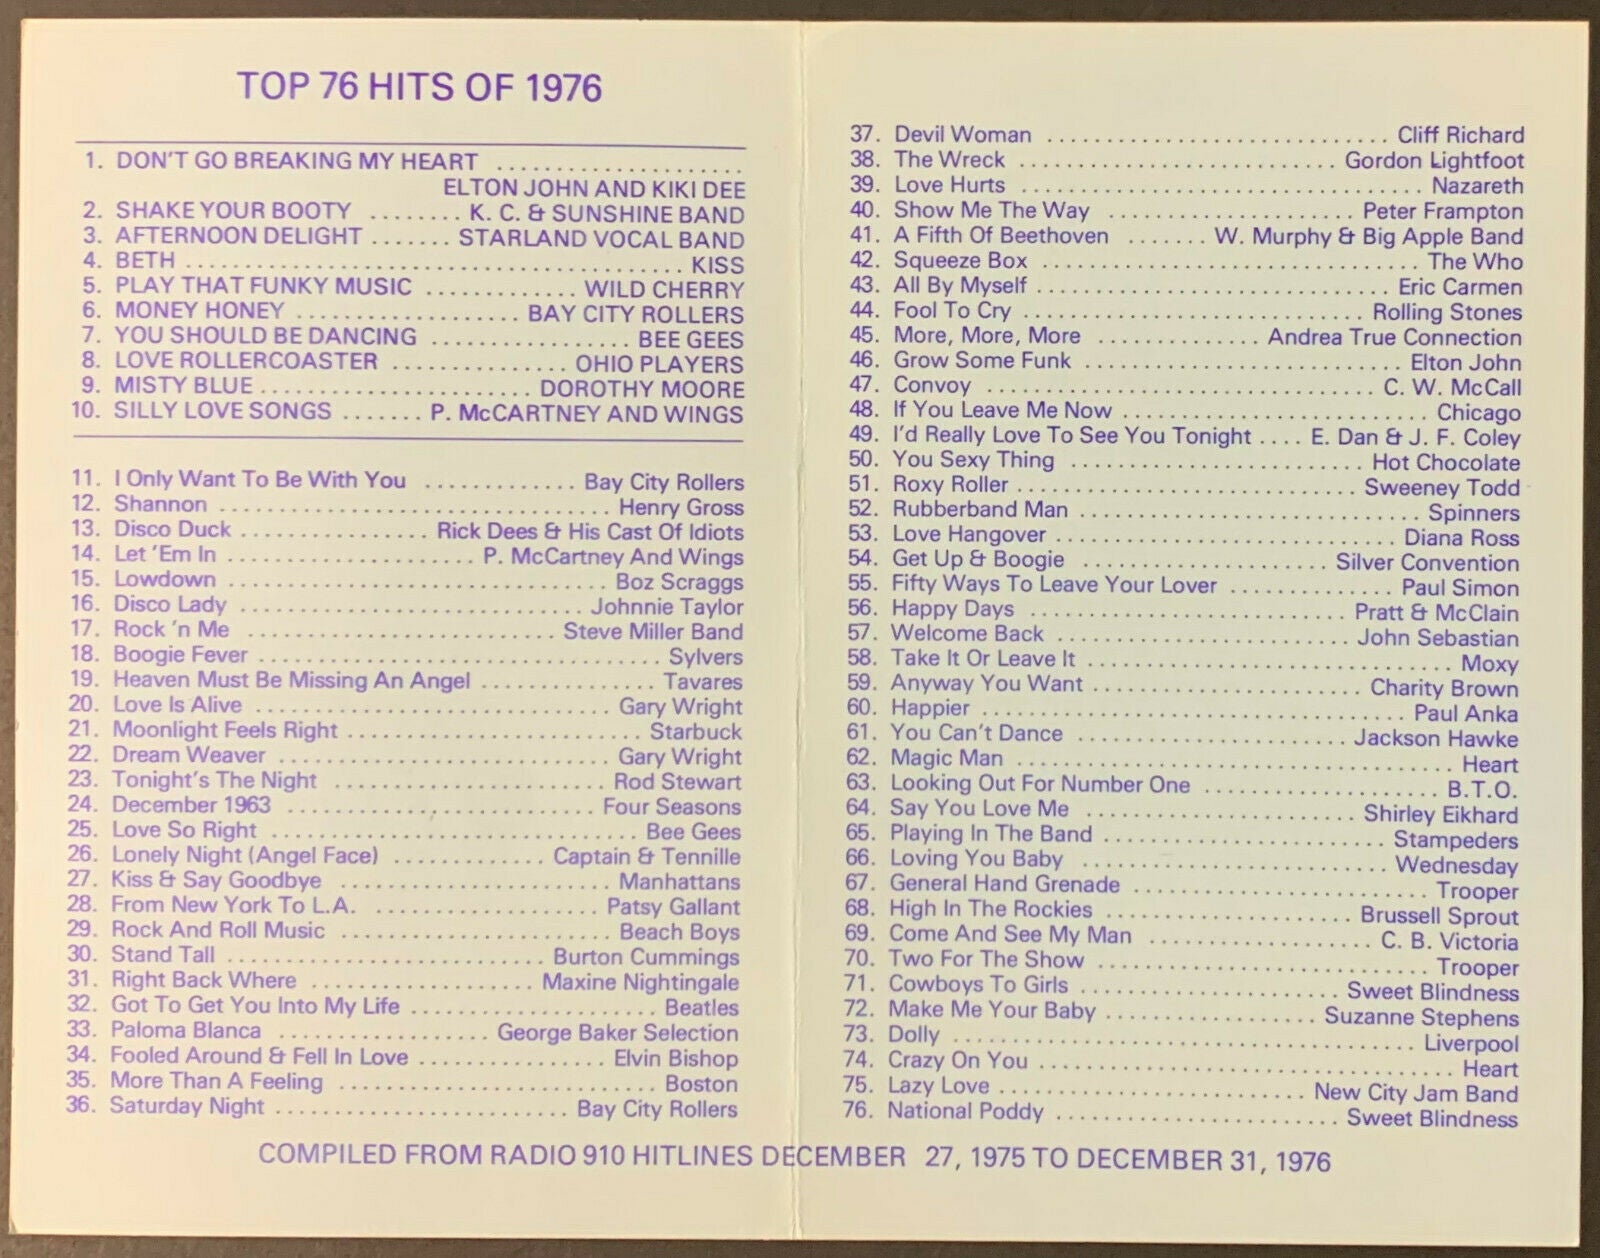 TOP 76 HITS OF 1976
1. DON'T GO BREAKING MY HEART ......................
ELTON JOHN AND KIKI DEE
2. SHAKE YOUR BOOTY ........ K. C. & SUNSHINE BAND
3. AFTERNOON DELIGHT ....... STARLAND VOCAL BAND
4. BETH ........................................... KISS
5. PLAY THAT FUNKY MUSIC ............. WILD CHERRY
6. MONEY HONEY ................... BAY CITY ROLLERS
7. YOU SHOULD BE DANCING ................. BEE GEES
8. LOVE ROLLERCOASTER ............... OHIO PLAYERS
9. MISTY BLUE ....................... DOROTHY MOORE
10. SILLY LOVE SONGS ....... P. McCARTNEY AND WINGS
11. I Only Want To Be With You ............. Bay City Rollers
12. Shannon .................................. Henry Gross
13. Disco Duck ................ Rick Dees & His Cast Of Idiots
14. Let 'Em In ...................... P. McCartney And Wings
15. Lowdown ................................. Boz Scraggs
16. Disco Lady .............................. Johnnie Taylor
17. Rock 'n Me ........................... Steve Miller Band
18. Boogie Fever .................................. Sylvers
19. Heaven Must Be Missing An Angel ............... Tavares
20. Love Is Alive ................................ Gary Wright
21. Moonlight Feels Right .......................... Starbuck
22. Dream Weaver ............................. Gary Wright
23. Tonight's The Night ........................ Rod Stewart
24. December 1963 ........................... Four Seasons
25. Love So Right ................................ Bee Gees
26. Lonely Night (Angel Face) ............. Captain & Tennille
27. Kiss & Say Goodbye ........................ Manhattans
28. From New York To L.A. .................... Patsy Gallant
29. Rock And Roll Music ........................ Beach Boys
30. Stand Tall ............................ Burton Cummings
31. Right Back Where .................... Maxine Nightingale
32. Got To Get You Into My Life ...................... Beatles
33. Paloma Blanca .................. George Baker Selection
34. Fooled Around & Fell In Love ................ Elvin Bishop
35. More Than A Feeling ........................... Boston
36. Saturday Night .......................... Bay City Rollers
37. Devil Woman .............................. Cliff Richard
38. The Wreck ........................... Gordon Lightfoot
39. Love Hurts .................................. Nazareth
40. Show Me The Way ..................... Peter Frampton
41. A Fifth Of Beethoven ....... W. Murphy & Big Apple Band
42. Squeeze Box ................................ The Who
43. All By Myself ............................... Eric Carmen
44. Fool To Cry .............................. Rolling Stones
45. More, More, More .............. Andrea True Connection
46. Grow Some Funk ............................ Elton John
47. Convoy ................................. C. W. McCall
48. If You Leave Me Now .......................... Chicago
49. I'd Really Love To See You Tonight .... E. Dan & J. F. Coley
50. You Sexy Thing ......................... Hot Chocolate
51. Roxy Roller ............................. Sweeney Todd
52. Rubberband Man ............................. Spinners
53. Love Hangover .............................. Diana Ross
54. Get Up & Boogie ..................... Silver Convention
55. Fifty Ways To Leave Your Lover .............. Paul Simon
56. Happy Days ........................... Pratt & McClain
57. Welcome Back ......................... John Sebastian
58. Take It Or Leave It ............................... Moxy
59. Anyway You Want ....................... Charity Brown
60. Happier ..................................... Paul Anka
61. You Can't Dance ....................... Jackson Hawke
62. Magic Man ..................................... Heart
63. Looking Out For Number One ..................... B.T.O.
64. Say You Love Me ....................... Shirley Eikhard
65. Playing In The Band ......................... Stampeders
66. Loving You Baby ........................... Wednesday
67. General Hand Grenade .......................... Trooper
68. High In The Rockies ..................... Brussell Sprout
69. Come And See My Man ................... C. B. Victoria
70. Two For The Show ............................. Trooper
71. Cowboys To Girls ...................... Sweet Blindness
72. Make Me Your Baby .................. Suzanne Stephens
73. Dolly ...................................... Liverpool
74. Crazy On You ..................................... Heart
75. Lazy Love .......................... New City Jam Band
76. National Poddy ........................ Sweet Blindness
COMPILED FROM RADIO 910 HITLINES DECEMBER 27, 1975 TO DECEMBER 31, 1976